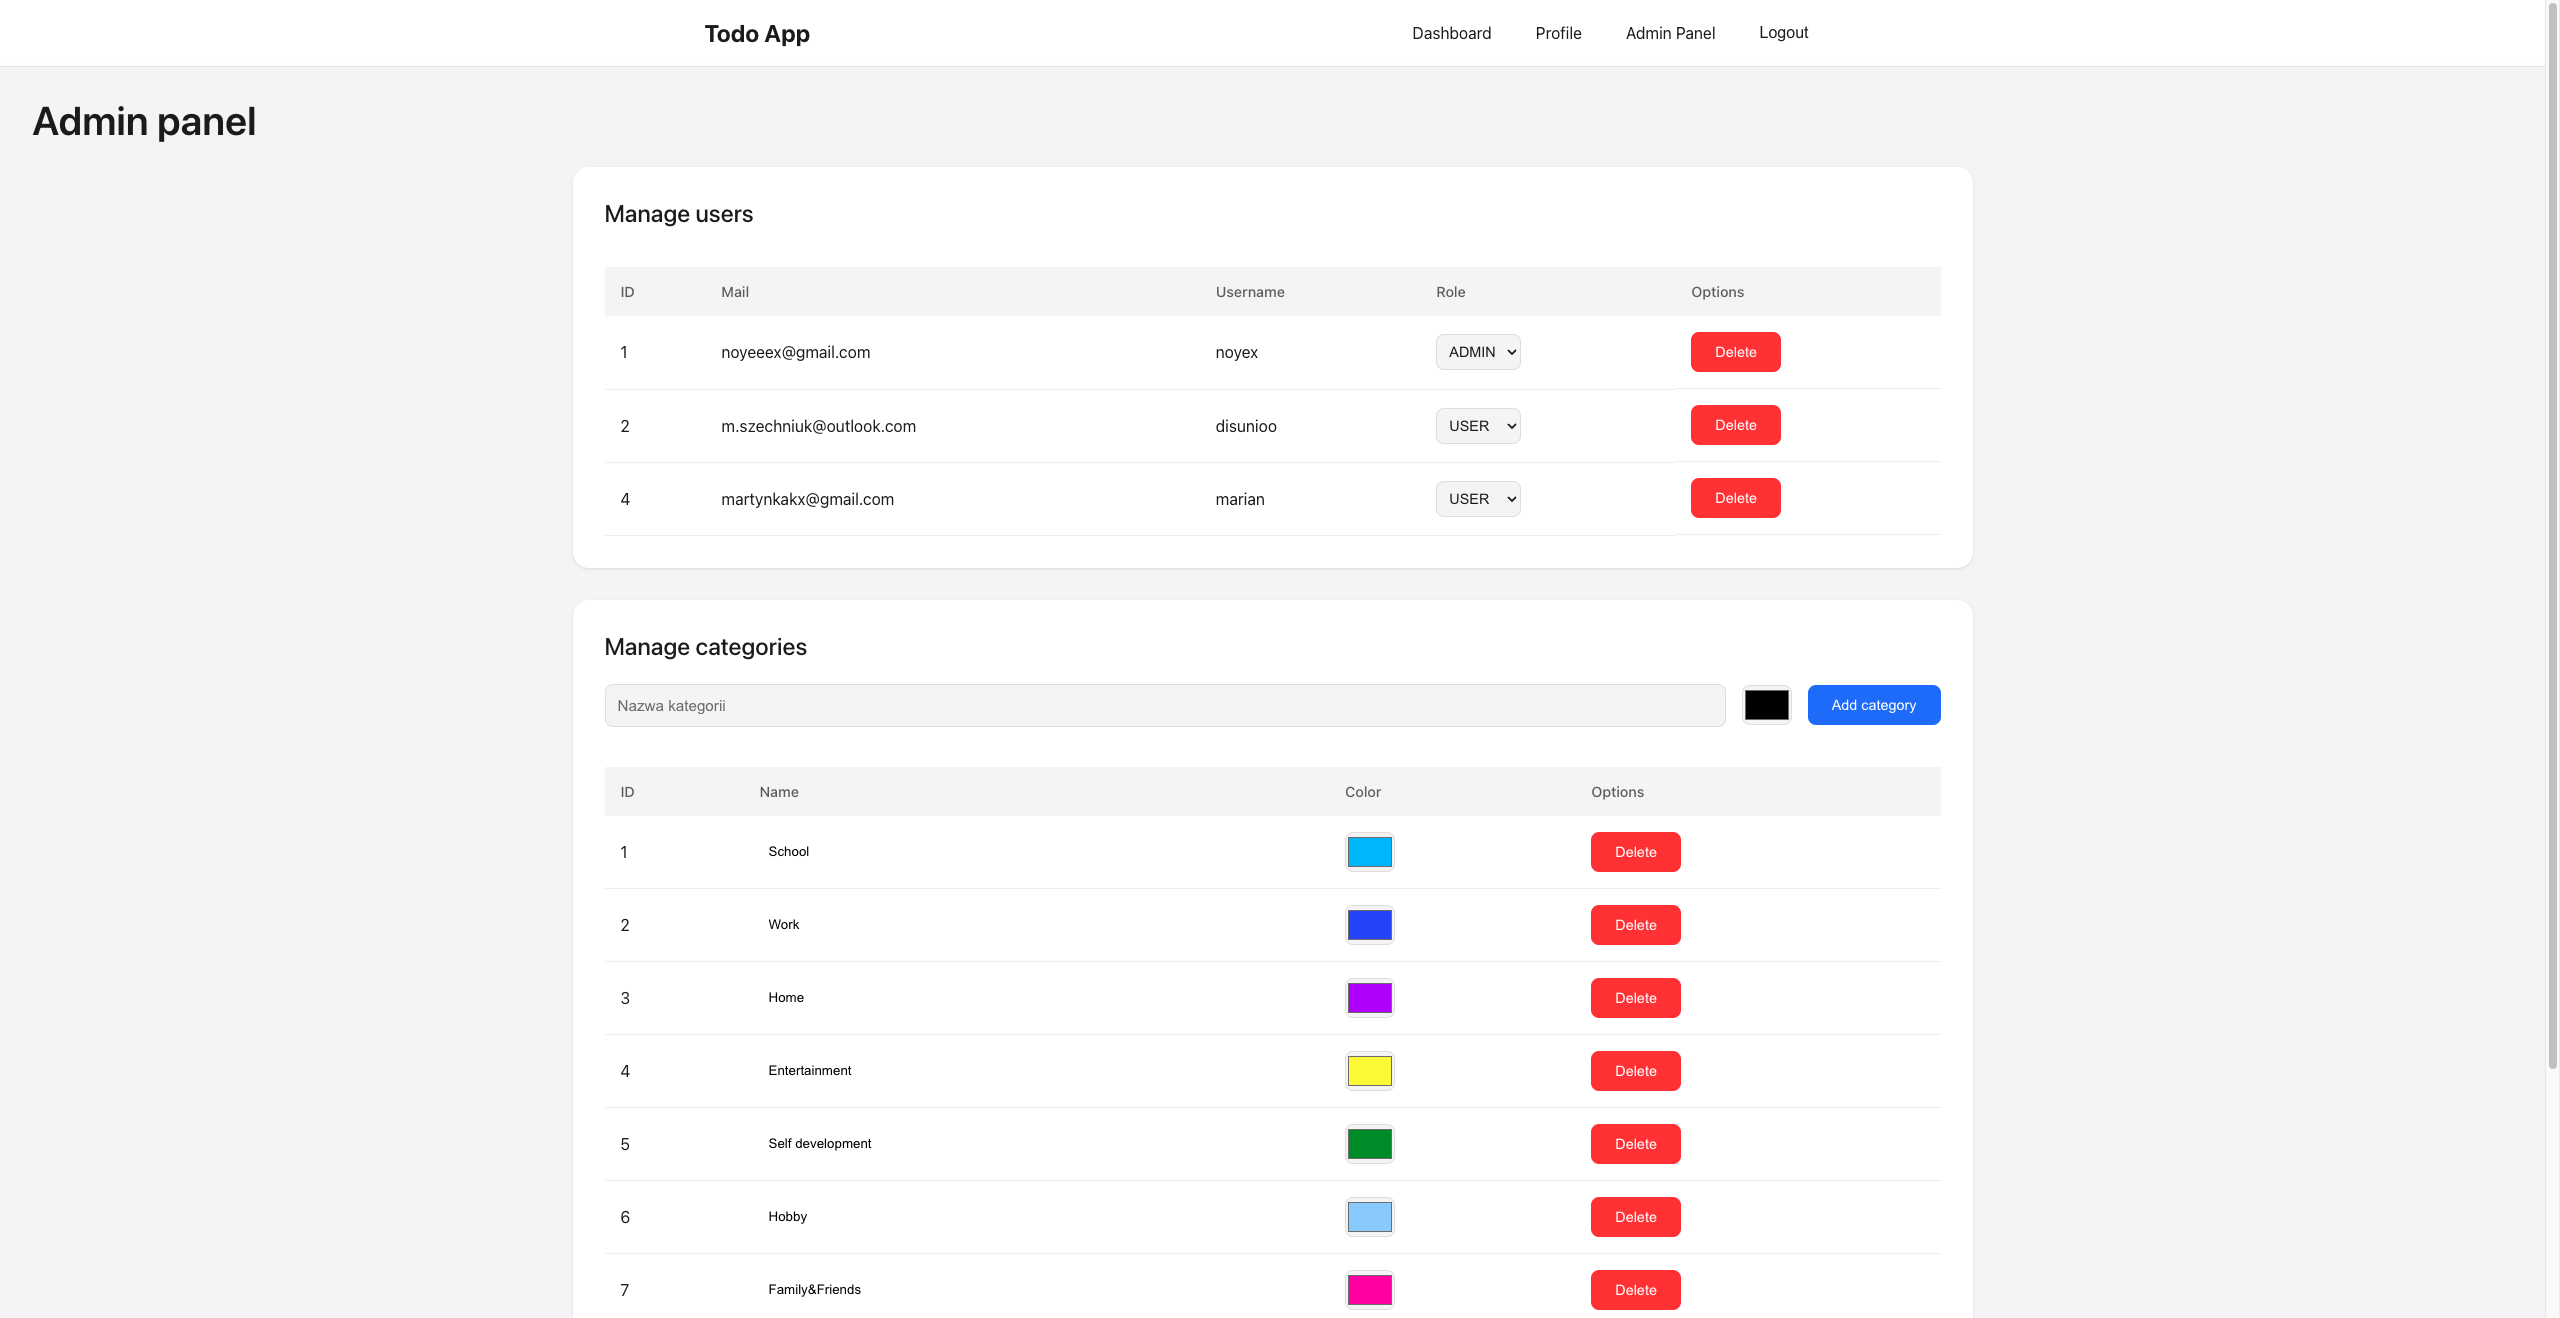 Todo App Dashboard Profile Admin Panel Logout
Admin panel
Manage users
ID Mail Username Role Options
1 noyeeex@gmail.com noyex ADMIN Delete
2 m.szechniuk@outlook.com disunioo USER Delete
4 martynkakx@gmail.com marian USER Delete
Manage categories
Nazwa kategorii Add category
ID Name Color Options
1 School Delete
2 Work Delete
3 Home Delete
4 Entertainment Delete
5 Self development Delete
6 Hobby Delete
7 Family&Friends Delete